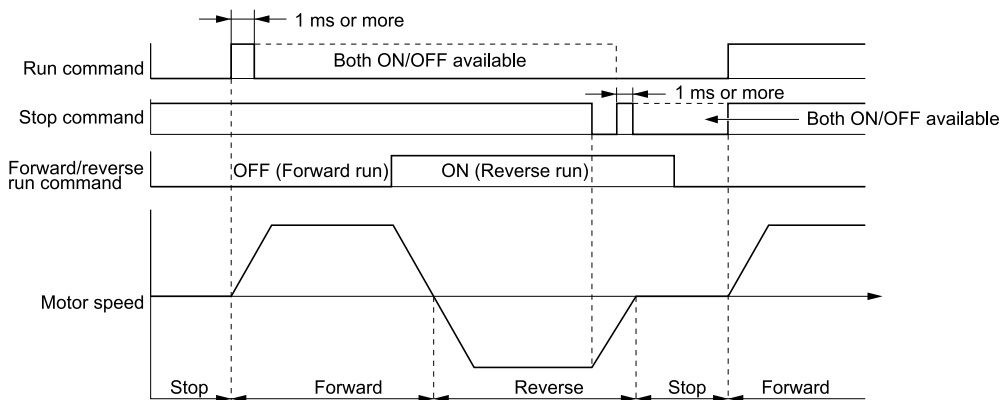 1 ms or more
Run command
Both ON/OFF available
1 ms or more
Stop command
Both ON/OFF available
Forward/reverse
run command
OFF (Forward run)
ON (Reverse run)
Motor speed
Stop
Forward
Reverse
Stop
Forward